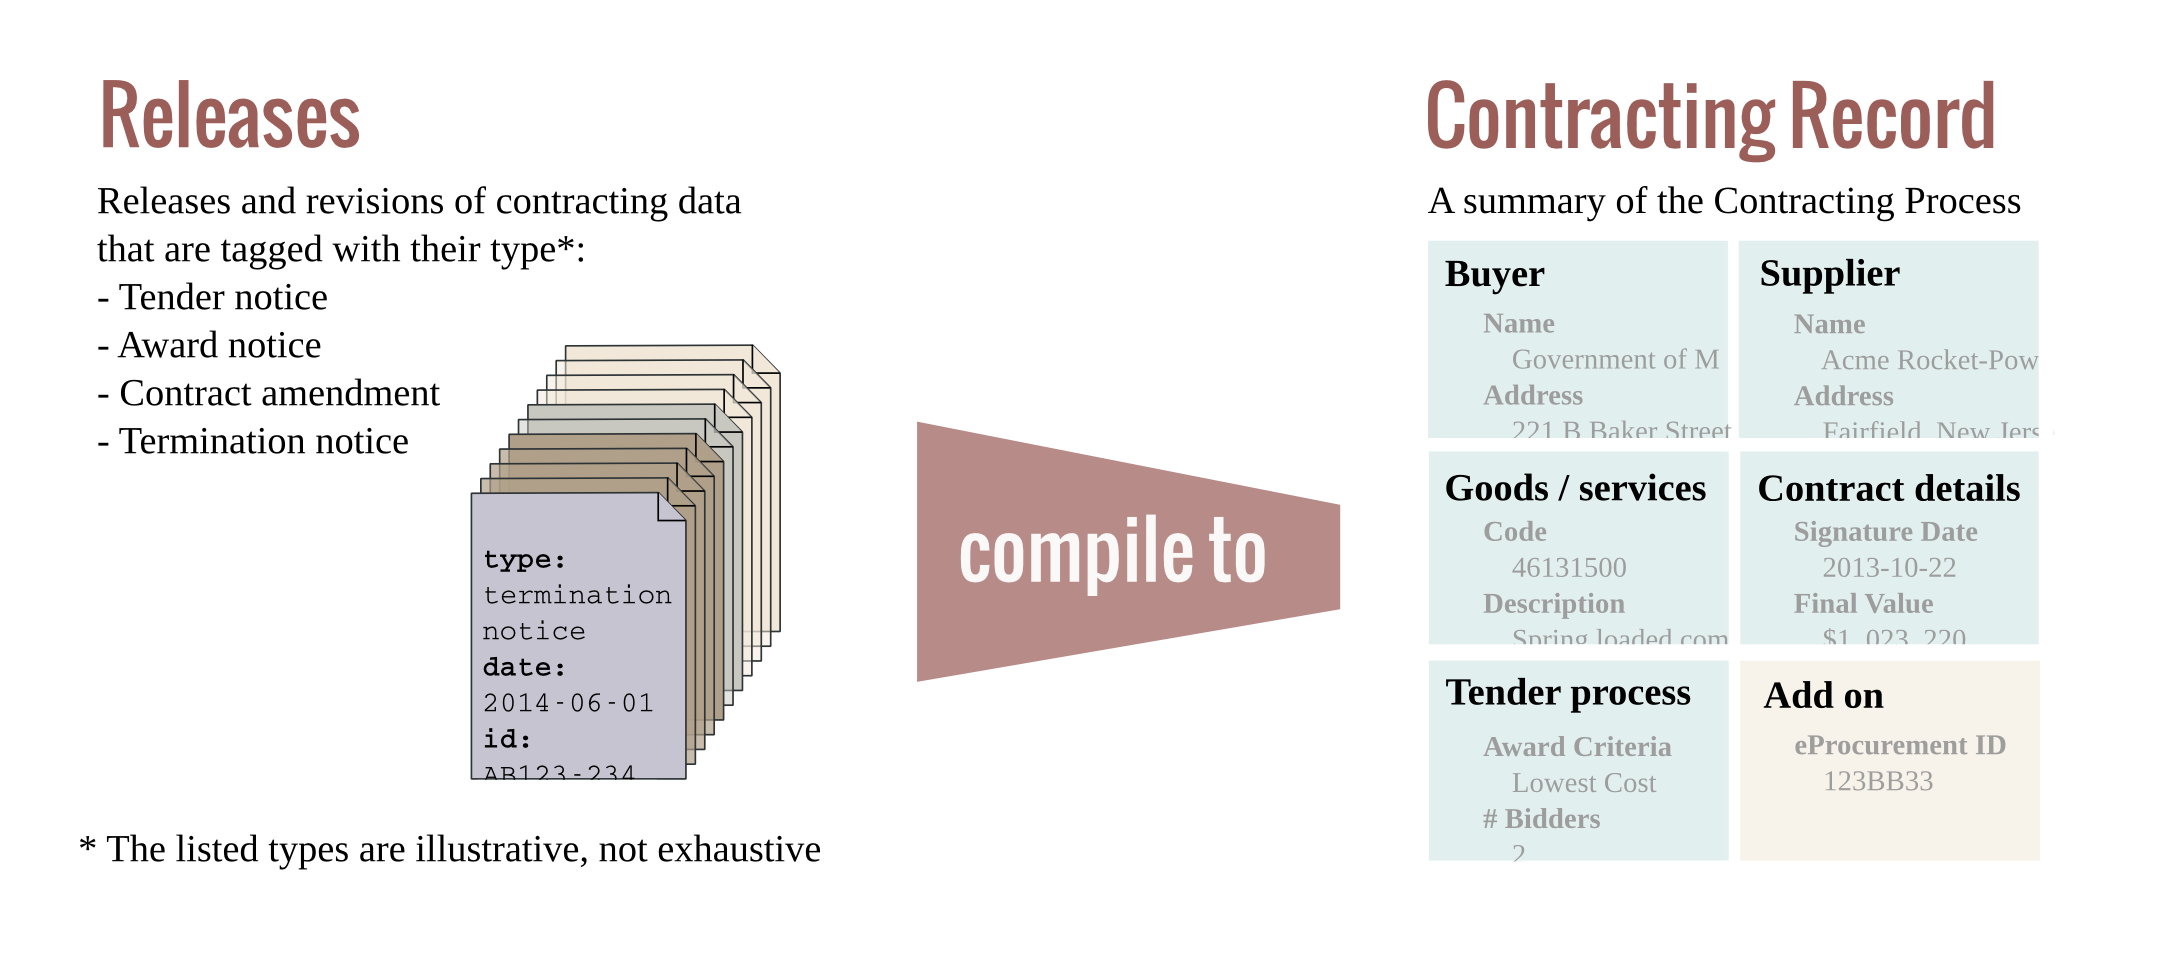 Releases
Releases and revisions of contracting data
that are tagged with their type*:
- Tender notice
- Award notice
- Contract amendment
- Termination notice
type:
termination
notice
date:
2014-06-01
id:
AB123-234
* The listed types are illustrative, not exhaustive
compile to
Contracting Record
A summary of the Contracting Process
Buyer
Name
Government of M
Address
221 B Baker Street
Supplier
Name
Acme Rocket-Pow
Address
Fairfield, New Jers
Goods / services
Code
46131500
Description
Spring loaded com
Contract details
Signature Date
2013-10-22
Final Value
$1, 023, 220
Tender process
Award Criteria
Lowest Cost
# Bidders
2
Add on
eProcurement ID
123BB33